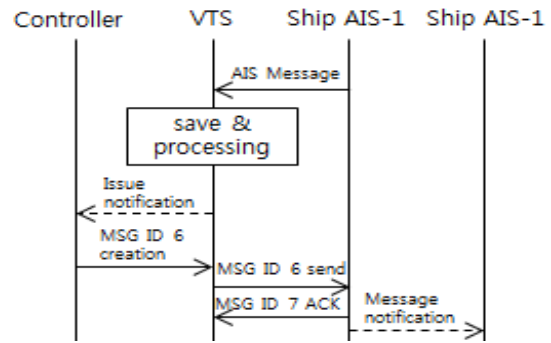 Controller VTS Ship AIS-1 Ship AIS-1
AIS Message
save &
processing
Issue
notification
MSG ID 6
creation
MSG ID 6 send
MSG ID 7 ACK
Message
notification